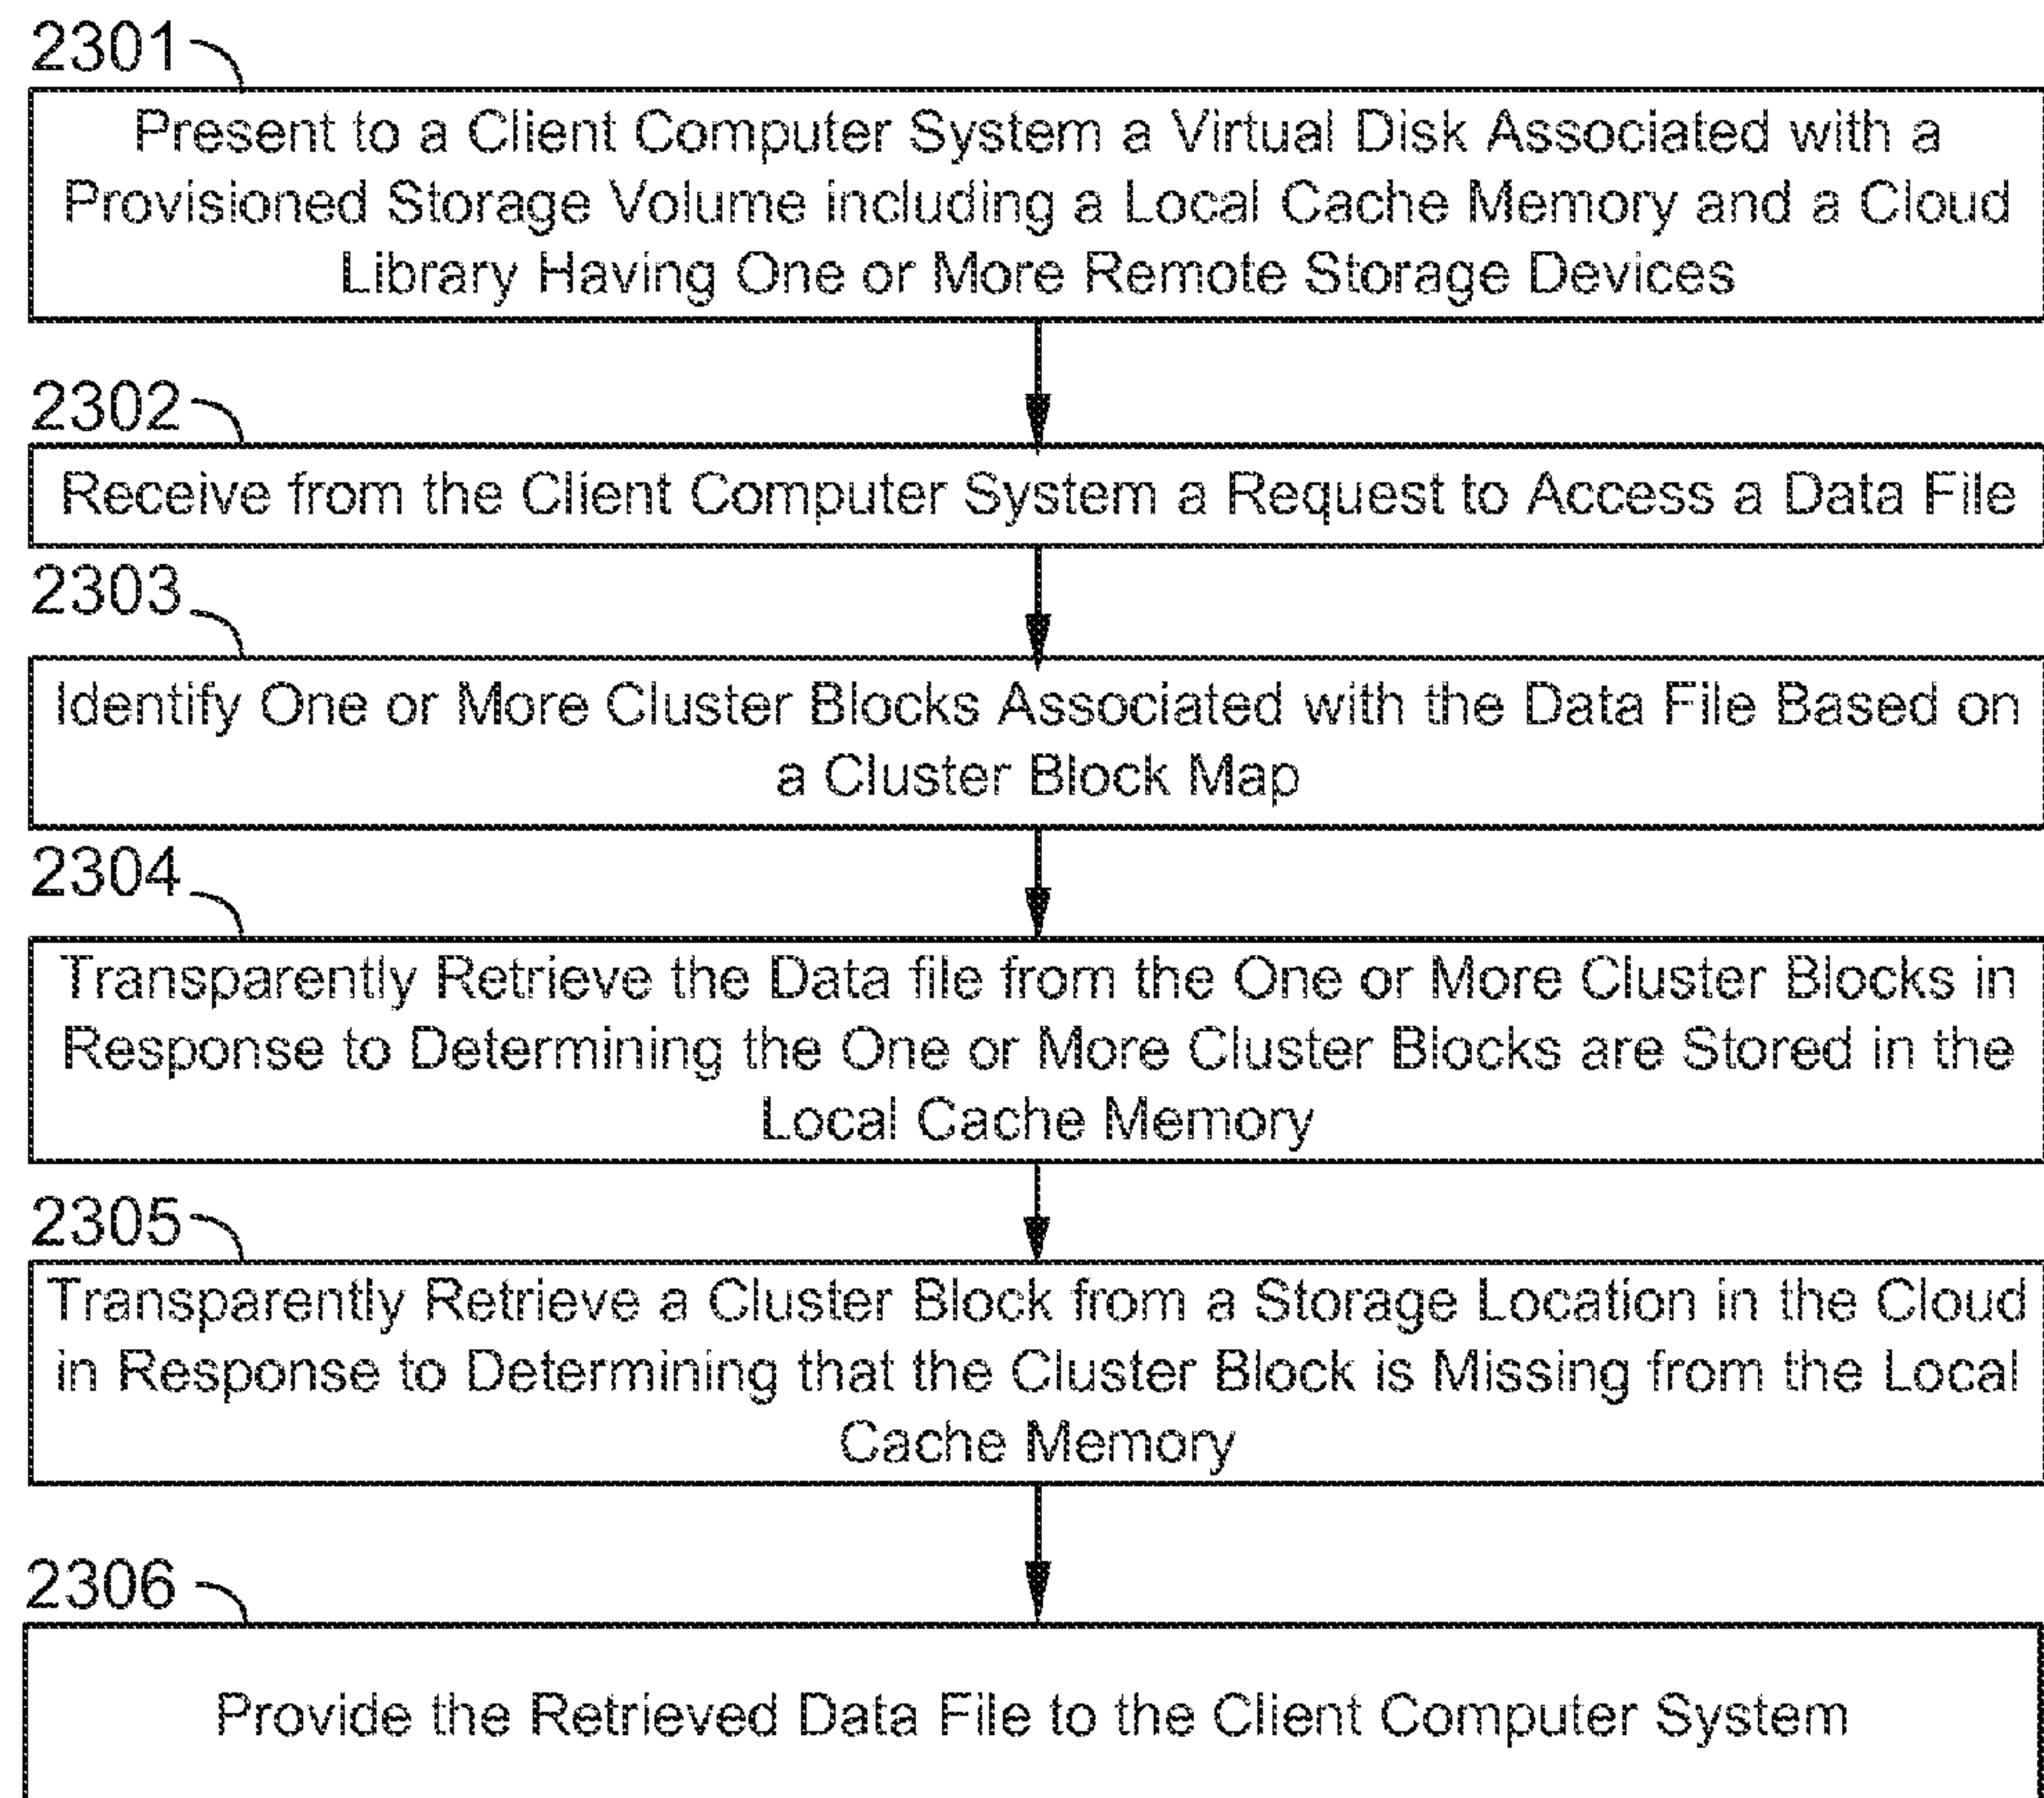 2301
Present to a Client Computer System a Virtual Disk Associated with a
Provisioned Storage Volume including a Local Cache Memory and a Cloud
Library Having One or More Remote Storage Devices
2302
Receive from the Client Computer System a Request to Access a Data File
2303
Identify One or More Cluster Blocks Associated with the Data File Based on
a Cluster Block Map
2304
Transparently Retrieve the Data file from the One or More Cluster Blocks in
Response to Determining the One or More Cluster Blocks are Stored in the
Local Cache Memory
2305
Transparently Retrieve a Cluster Block from a Storage Location in the Cloud
in Response to Determining that the Cluster Block is Missing from the Local
Cache Memory
2306
Provide the Retrieved Data File to the Client Computer System